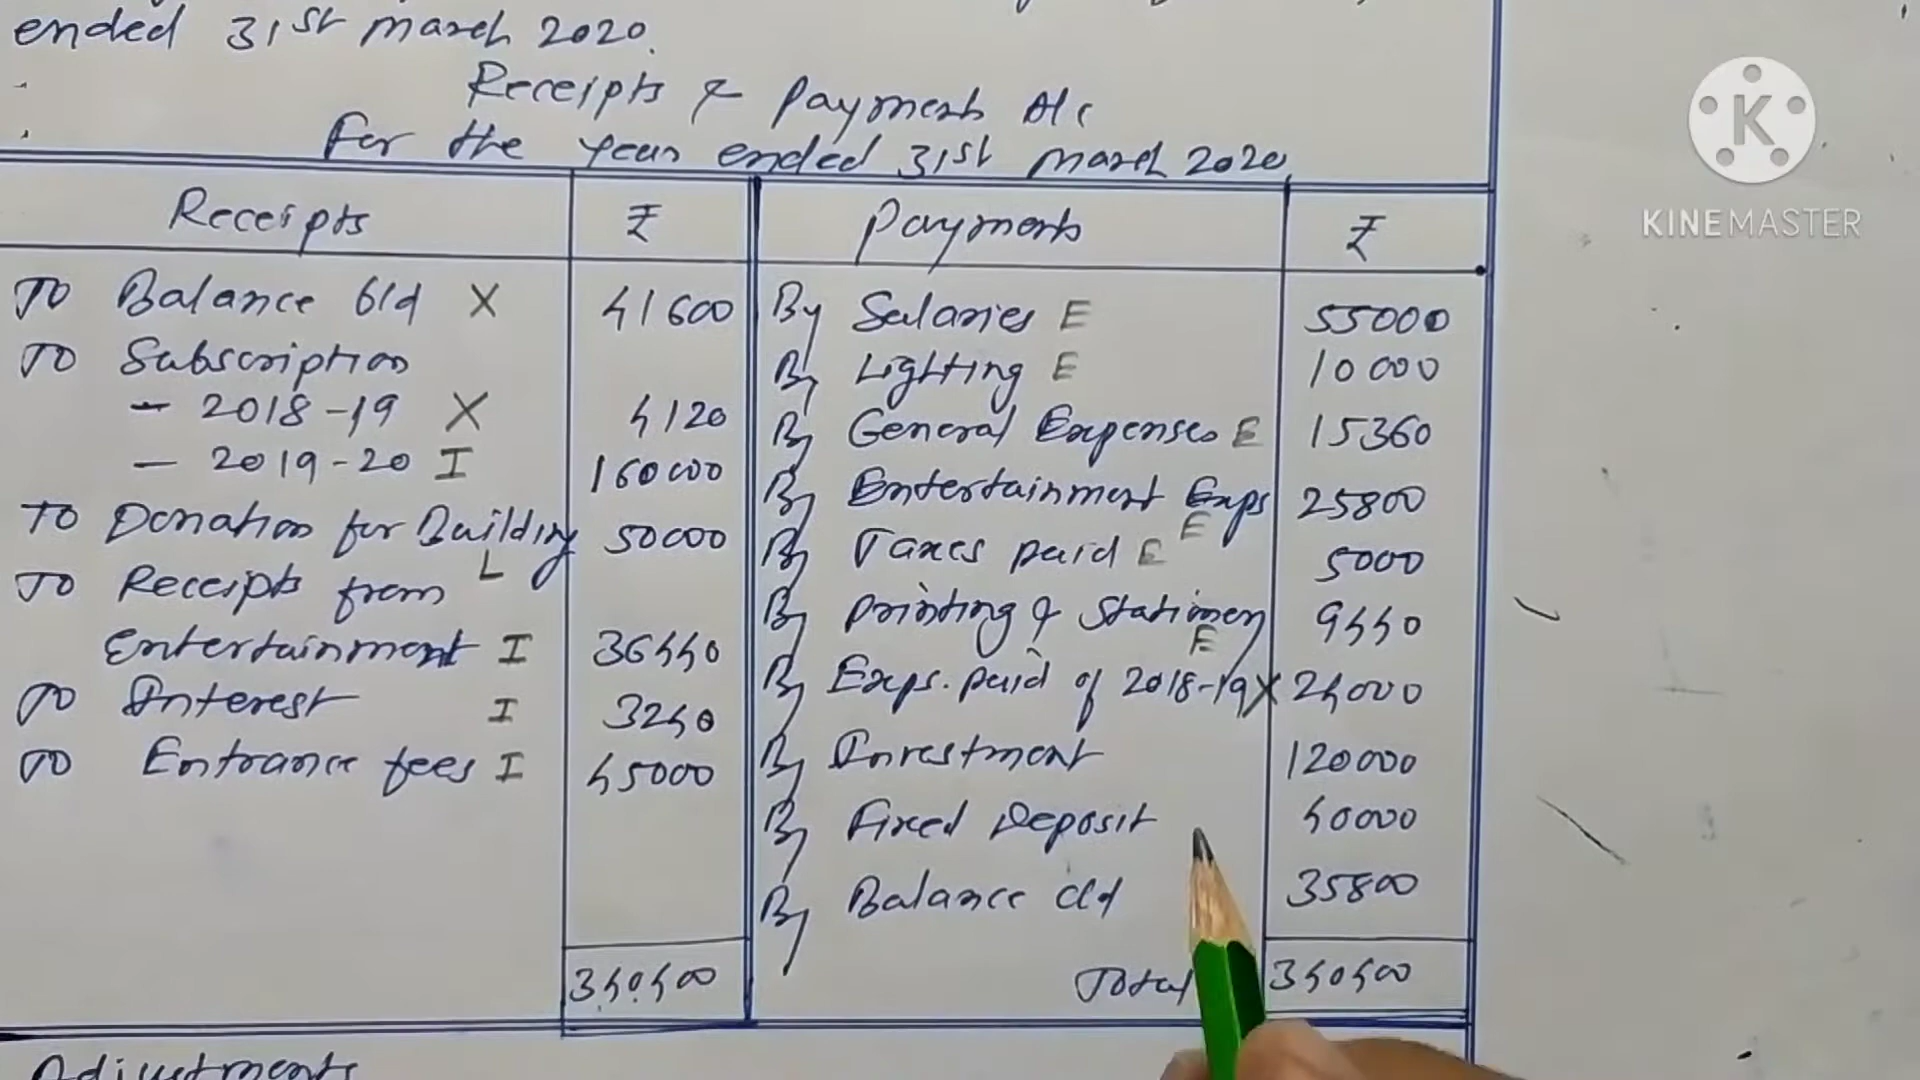 ended 31st march 2020.
Receipts & Payments A/c
For the year ended 31st march 2020
Receipts ₹ Payments ₹
To Balance b/d X 41600 By Salaries E 55000
To Subscription By Lighting E 10000
- 2018-19 X 4120 By General Expenses E 15360
- 2019-20 I 160000 By Entertainment Exps E 25800
To Donation for Building L 50000 By Taxes paid E 5000
To Receipts from By Printing & Stationery E 9440
Entertainment I 36440 By Exps. paid of 2018-19 X 24000
To Interest I 3240 By Investment 120000
To Entrance fees I 45000 By Fixed Deposit 40000
By Balance c/d 35800
340400 Total 340400
Adjustments
K
KINEMASTER